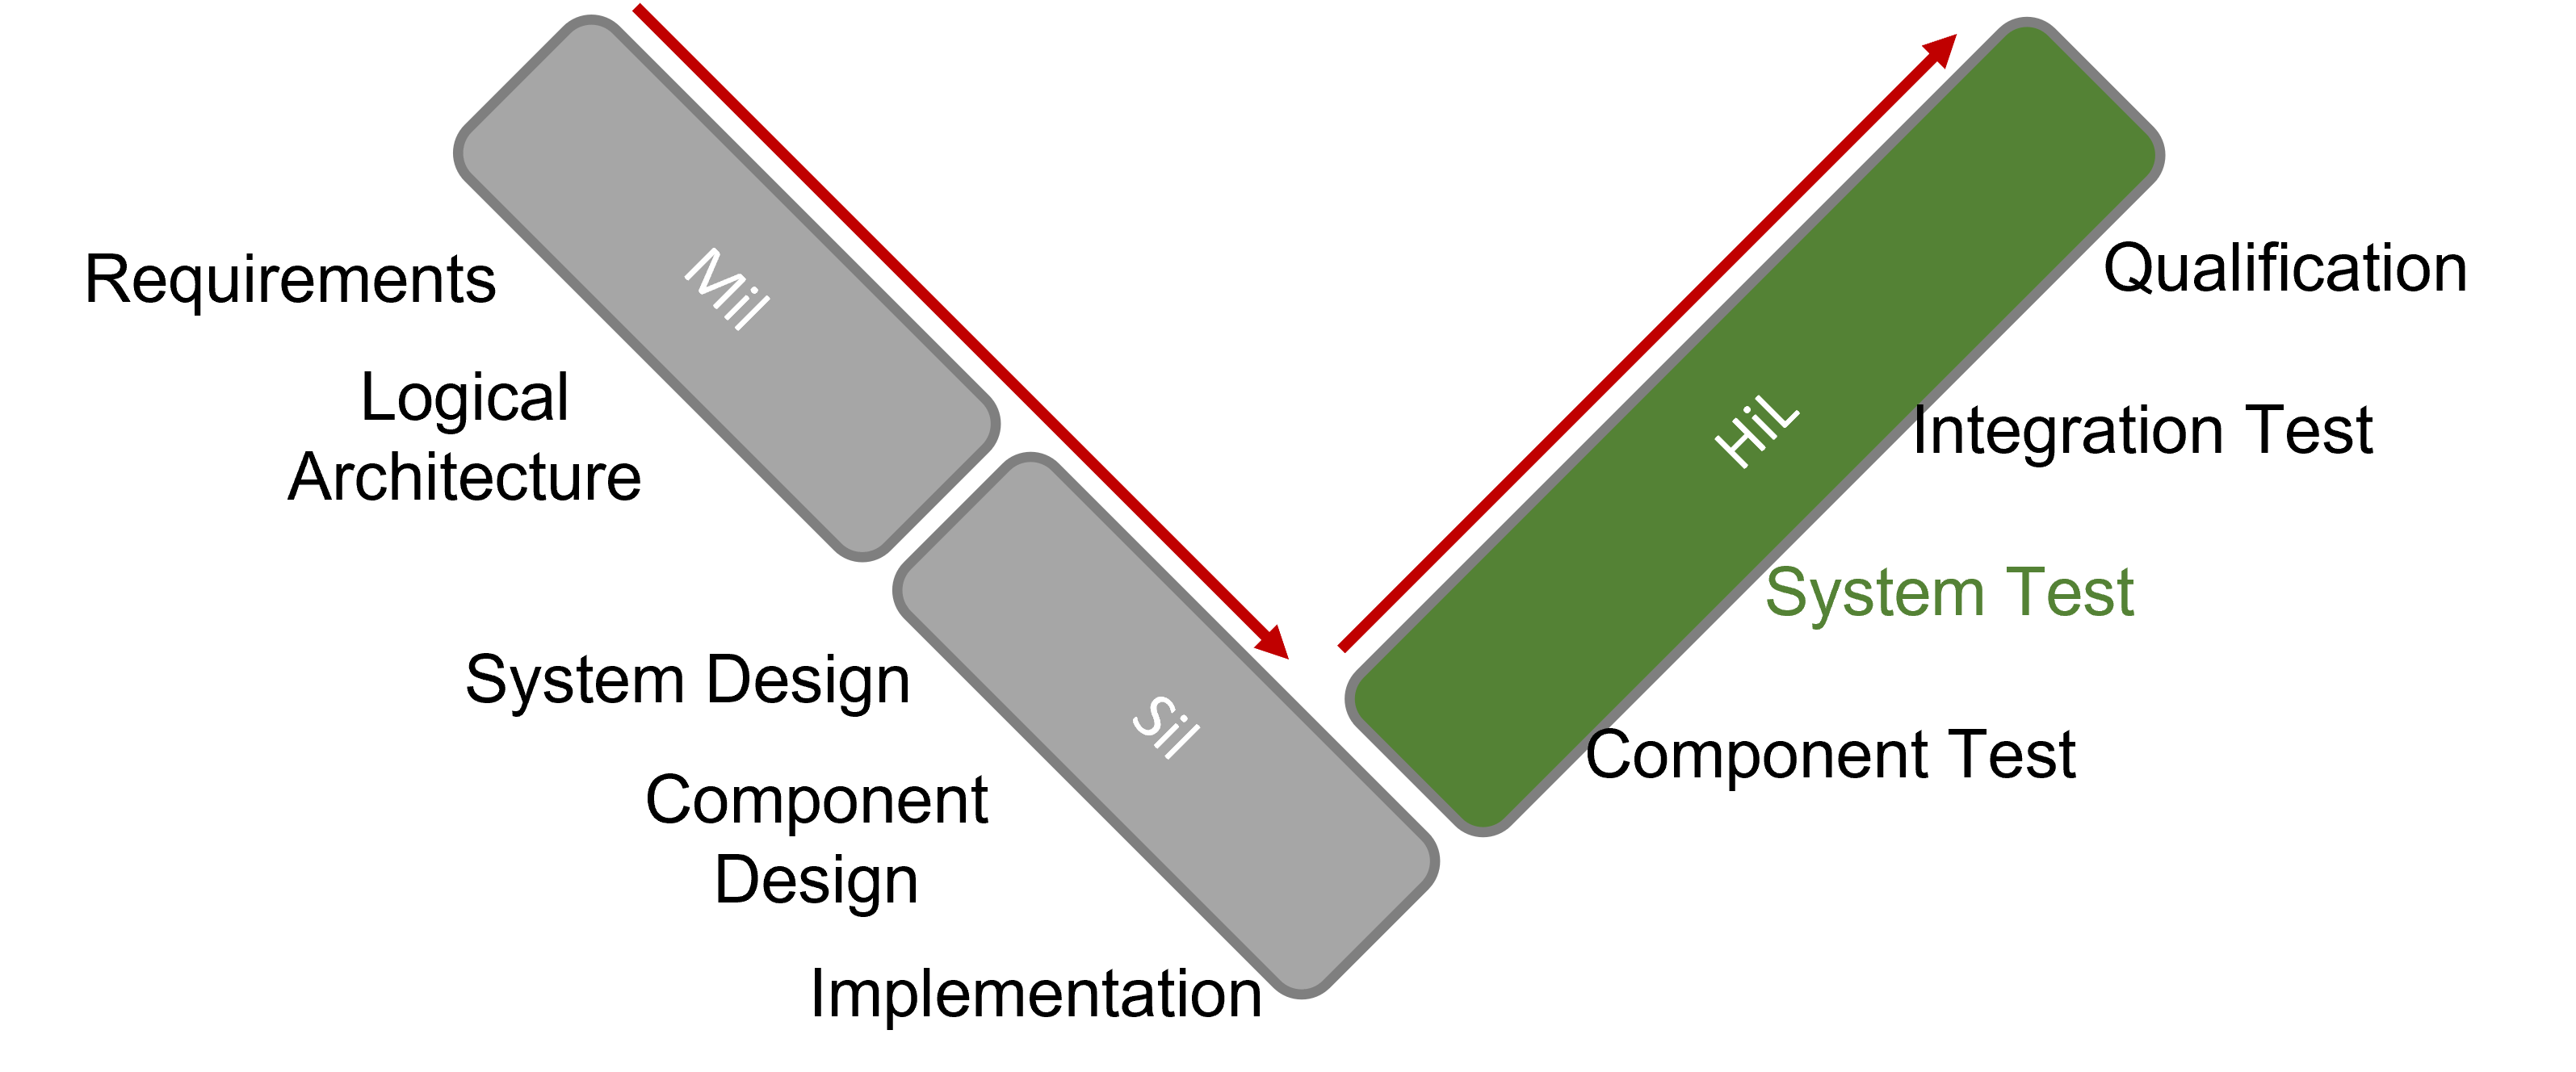 Mil
Requirements
Logical
Architecture
System Design
Sil
Component
Design
Implementation
HiL
Qualification
Integration Test
System Test
Component Test